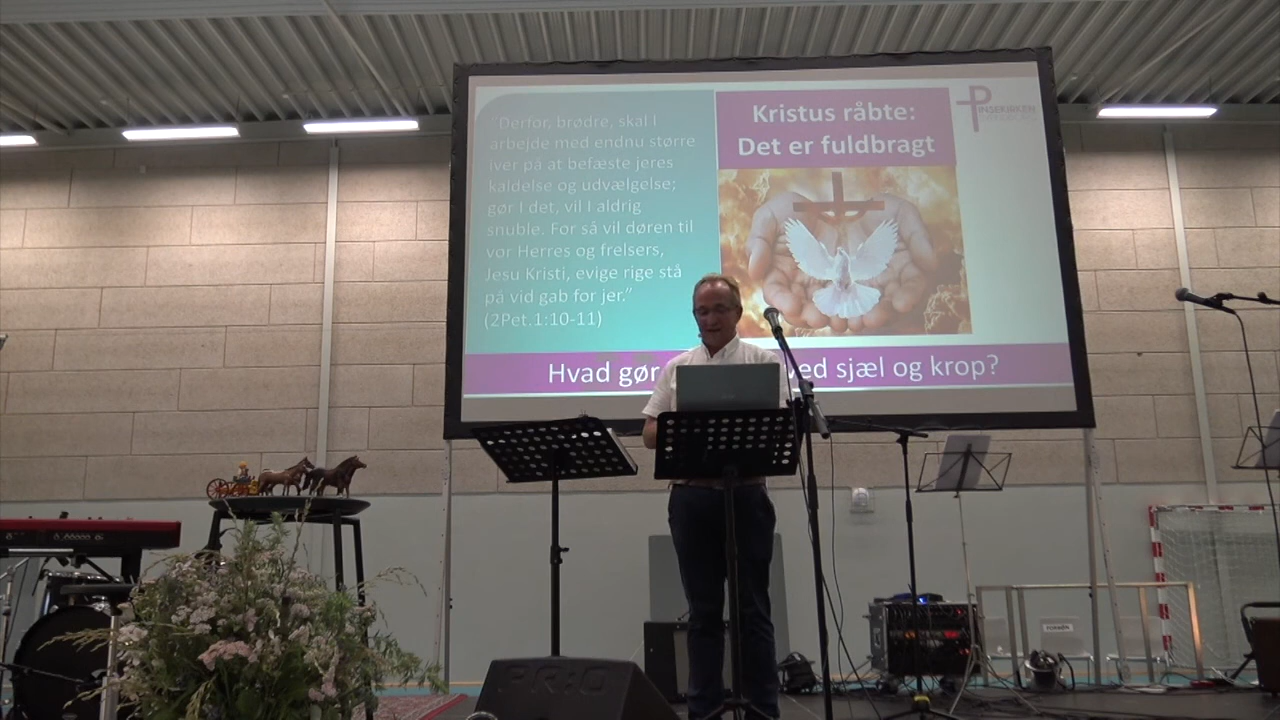 "Derfor, brødre, skal I
arbejde med endnu større
iver på at befæste jeres
kaldelse og udvælgelse;
gør I det, vil I aldrig
snuble. For så vil døren til
vor Herres og frelsers,
Jesu Kristi, evige rige stå
på vid gab for jer."
(2Pet.1:10-11)
Kristus råbte:
Det er fuldbragt
PINSEKIRKEN
Hvad gør
ved sjæl og krop?
PR:O